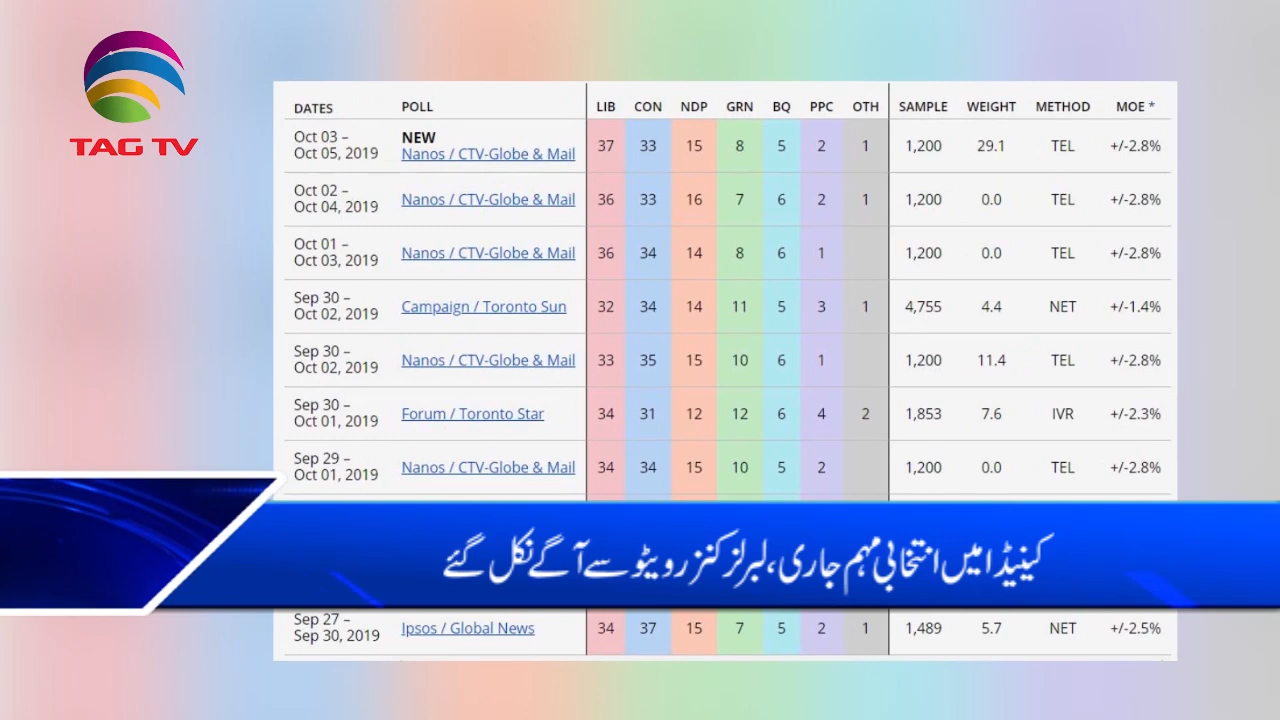 TAG TV
DATES POLL LIB CON NDP GRN BQ PPC OTH SAMPLE WEIGHT METHOD MOE *
Oct 03 – NEW
Oct 05, 2019 Nanos / CTV-Globe & Mail 37 33 15 8 5 2 1 1,200 29.1 TEL +/-2.8%
Oct 02 –
Oct 04, 2019 Nanos / CTV-Globe & Mail 36 33 16 7 6 2 1 1,200 0.0 TEL +/-2.8%
Oct 01 –
Oct 03, 2019 Nanos / CTV-Globe & Mail 36 34 14 8 6 1 1,200 0.0 TEL +/-2.8%
Sep 30 –
Oct 02, 2019 Campaign / Toronto Sun 32 34 14 11 5 3 1 4,755 4.4 NET +/-1.4%
Sep 30 –
Oct 02, 2019 Nanos / CTV-Globe & Mail 33 35 15 10 6 1 1,200 11.4 TEL +/-2.8%
Sep 30 –
Oct 01, 2019 Forum / Toronto Star 34 31 12 12 6 4 2 1,853 7.6 IVR +/-2.3%
Sep 29 –
Oct 01, 2019 Nanos / CTV-Globe & Mail 34 34 15 10 5 2 1,200 0.0 TEL +/-2.8%
کینیڈا میں انتخابی مہم جاری، لبرلز کنزرویٹو سے آگے نکل گئے
Sep 27 –
Sep 30, 2019 Ipsos / Global News 34 37 15 7 5 2 1 1,489 5.7 NET +/-2.5%